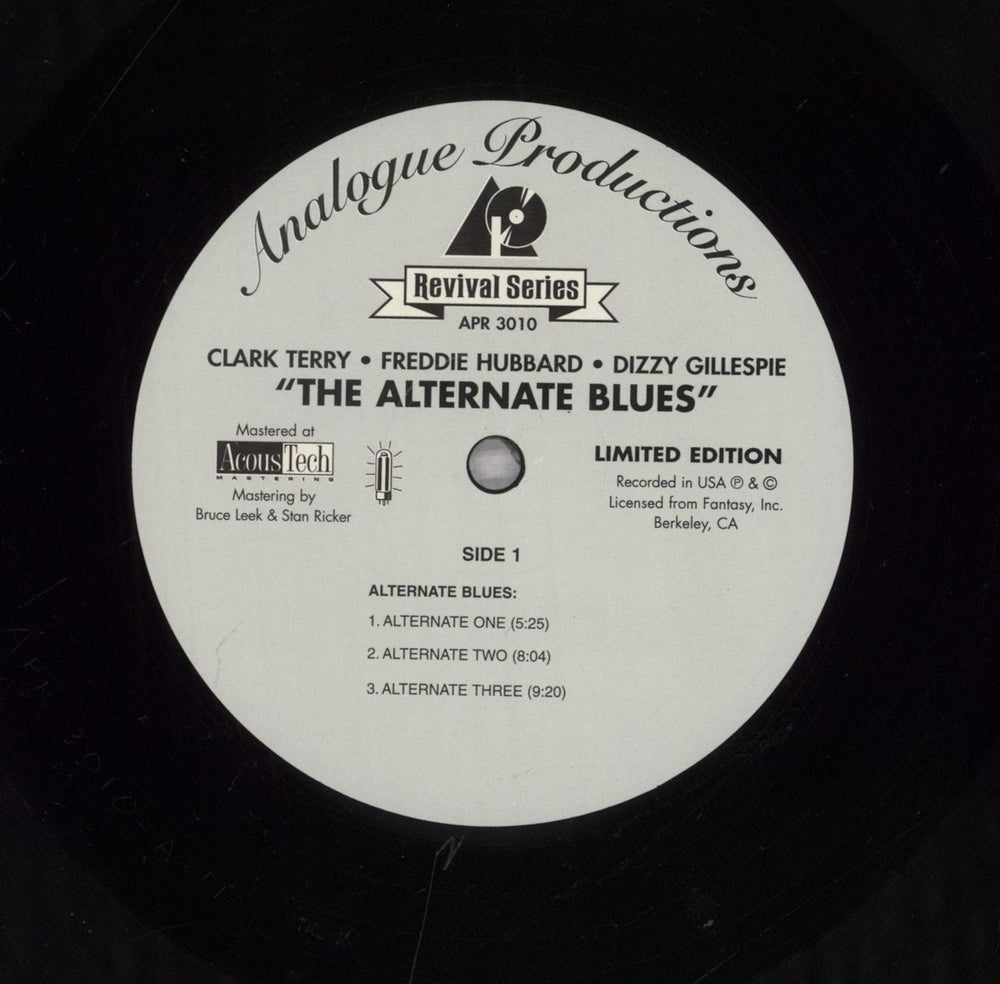 Analogue Productions
Revival Series
APR 3010
CLARK TERRY • FREDDIE HUBBARD • DIZZY GILLESPIE
"THE ALTERNATE BLUES"
Mastered at
AcousTech
MASTERING
Mastering by
Bruce Leek & Stan Ricker
LIMITED EDITION
Recorded in USA ℗ & ©
Licensed from Fantasy, Inc.
Berkeley, CA
SIDE 1
ALTERNATE BLUES:
1. ALTERNATE ONE (5:25)
2. ALTERNATE TWO (8:04)
3. ALTERNATE THREE (9:20)